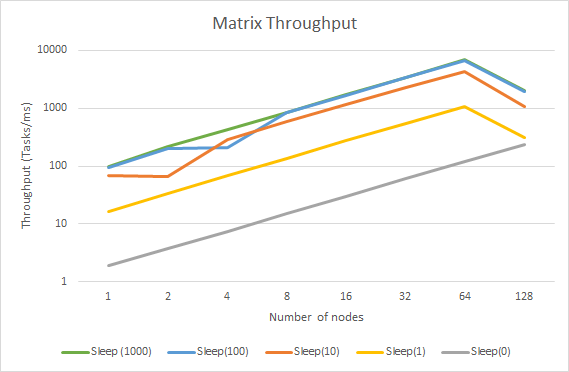 Matrix Throughput
10000
1000
100
10
1
Throughput (Tasks/ms)
1 2 4 8 16 32 64 128
Number of nodes
Sleep (1000) Sleep(100) Sleep(10) Sleep(1) Sleep(0)